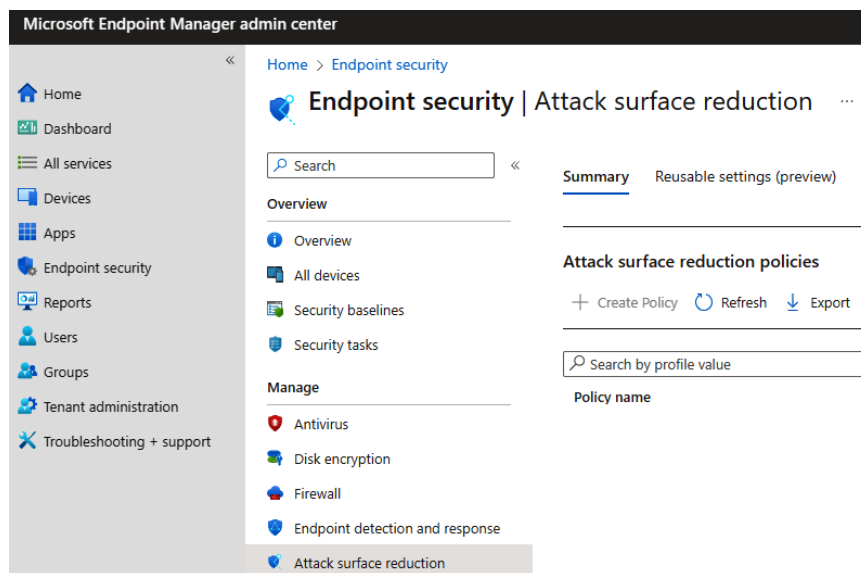 Microsoft Endpoint Manager admin center
«
Home
Dashboard
All services
Devices
Apps
Endpoint security
Reports
Users
Groups
Tenant administration
Troubleshooting + support
Home > Endpoint security
Endpoint security | Attack surface reduction ...
Search
«
Overview
Overview
All devices
Security baselines
Security tasks
Manage
Antivirus
Disk encryption
Firewall
Endpoint detection and response
Attack surface reduction
Summary Reusable settings (preview)
Attack surface reduction policies
+ Create Policy Refresh Export
Search by profile value
Policy name